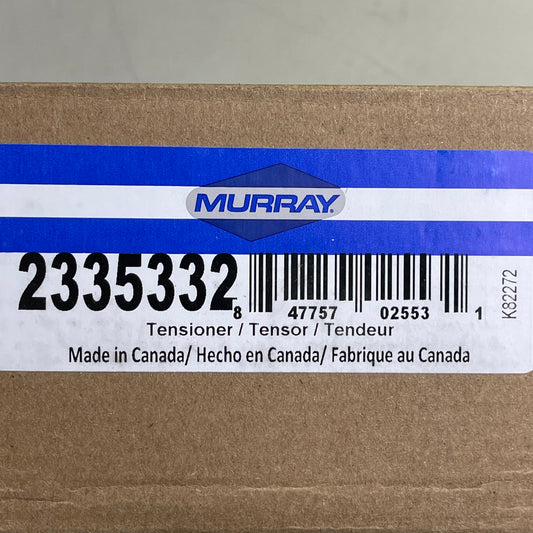 MURRAY.
2335332
8 47757 02553 1
K82272
Tensioner / Tensor / Tendeur
Made in Canada/ Hecho en Canada/ Fabrique au Canada